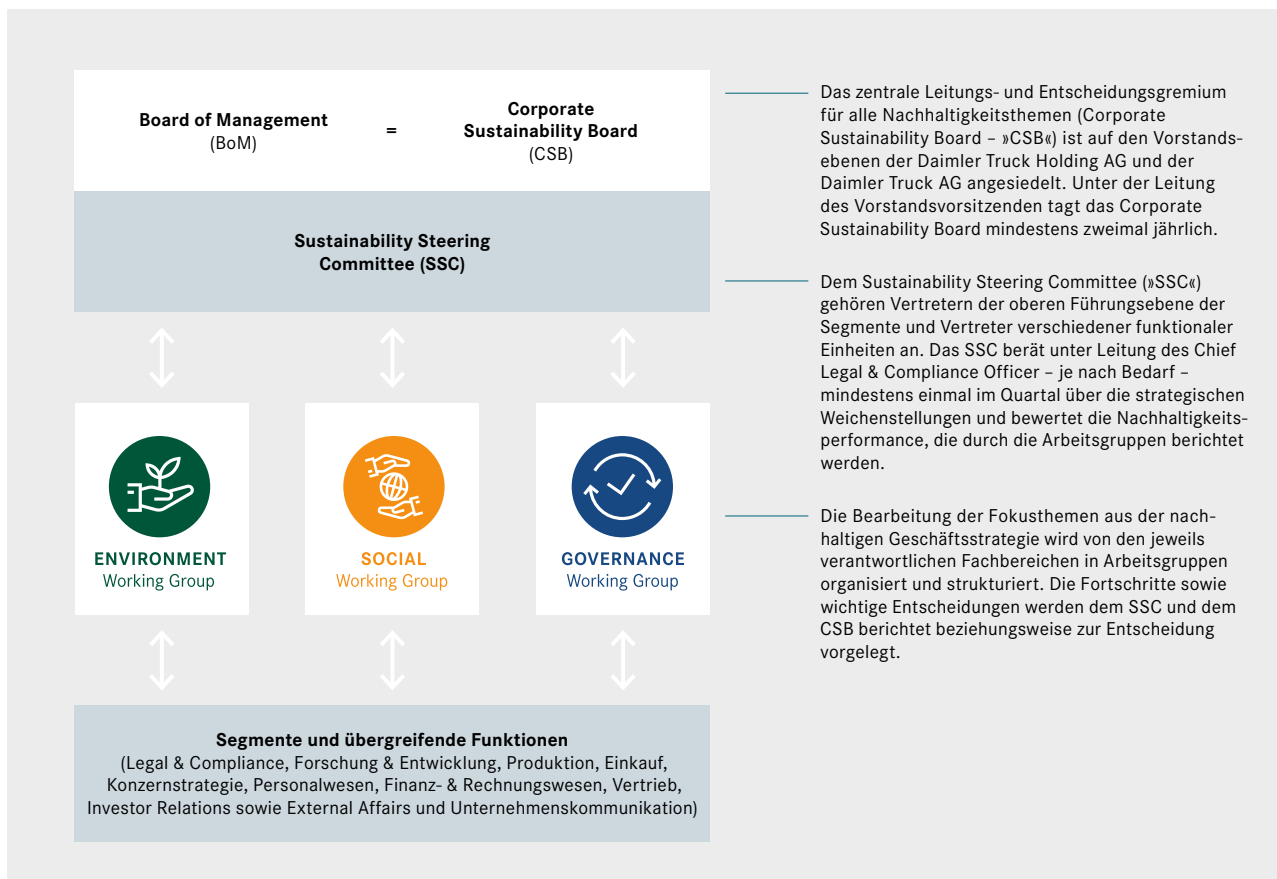 Board of Management
(BoM)
=
Corporate
Sustainability Board
(CSB)
Sustainability Steering
Committee (SSC)
ENVIRONMENT
Working Group
SOCIAL
Working Group
GOVERNANCE
Working Group
Segmente und übergreifende Funktionen
(Legal & Compliance, Forschung & Entwicklung, Produktion, Einkauf,
Konzernstrategie, Personalwesen, Finanz- & Rechnungswesen, Vertrieb,
Investor Relations sowie External Affairs und Unternehmenskommunikation)
Das zentrale Leitungs- und Entscheidungsgremium
für alle Nachhaltigkeitsthemen (Corporate
Sustainability Board – »CSB«) ist auf den Vorstands-
ebenen der Daimler Truck Holding AG und der
Daimler Truck AG angesiedelt. Unter der Leitung
des Vorstandsvorsitzenden tagt das Corporate
Sustainability Board mindestens zweimal jährlich.
Dem Sustainability Steering Committee (»SSC«)
gehören Vertretern der oberen Führungsebene der
Segmente und Vertreter verschiedener funktionaler
Einheiten an. Das SSC berät unter Leitung des Chief
Legal & Compliance Officer – je nach Bedarf –
mindestens einmal im Quartal über die strategischen
Weichenstellungen und bewertet die Nachhaltigkeits-
performance, die durch die Arbeitsgruppen berichtet
werden.
Die Bearbeitung der Fokusthemen aus der nach-
haltigen Geschäftsstrategie wird von den jeweils
verantwortlichen Fachbereichen in Arbeitsgruppen
organisiert und strukturiert. Die Fortschritte sowie
wichtige Entscheidungen werden dem SSC und dem
CSB berichtet beziehungsweise zur Entscheidung
vorgelegt.